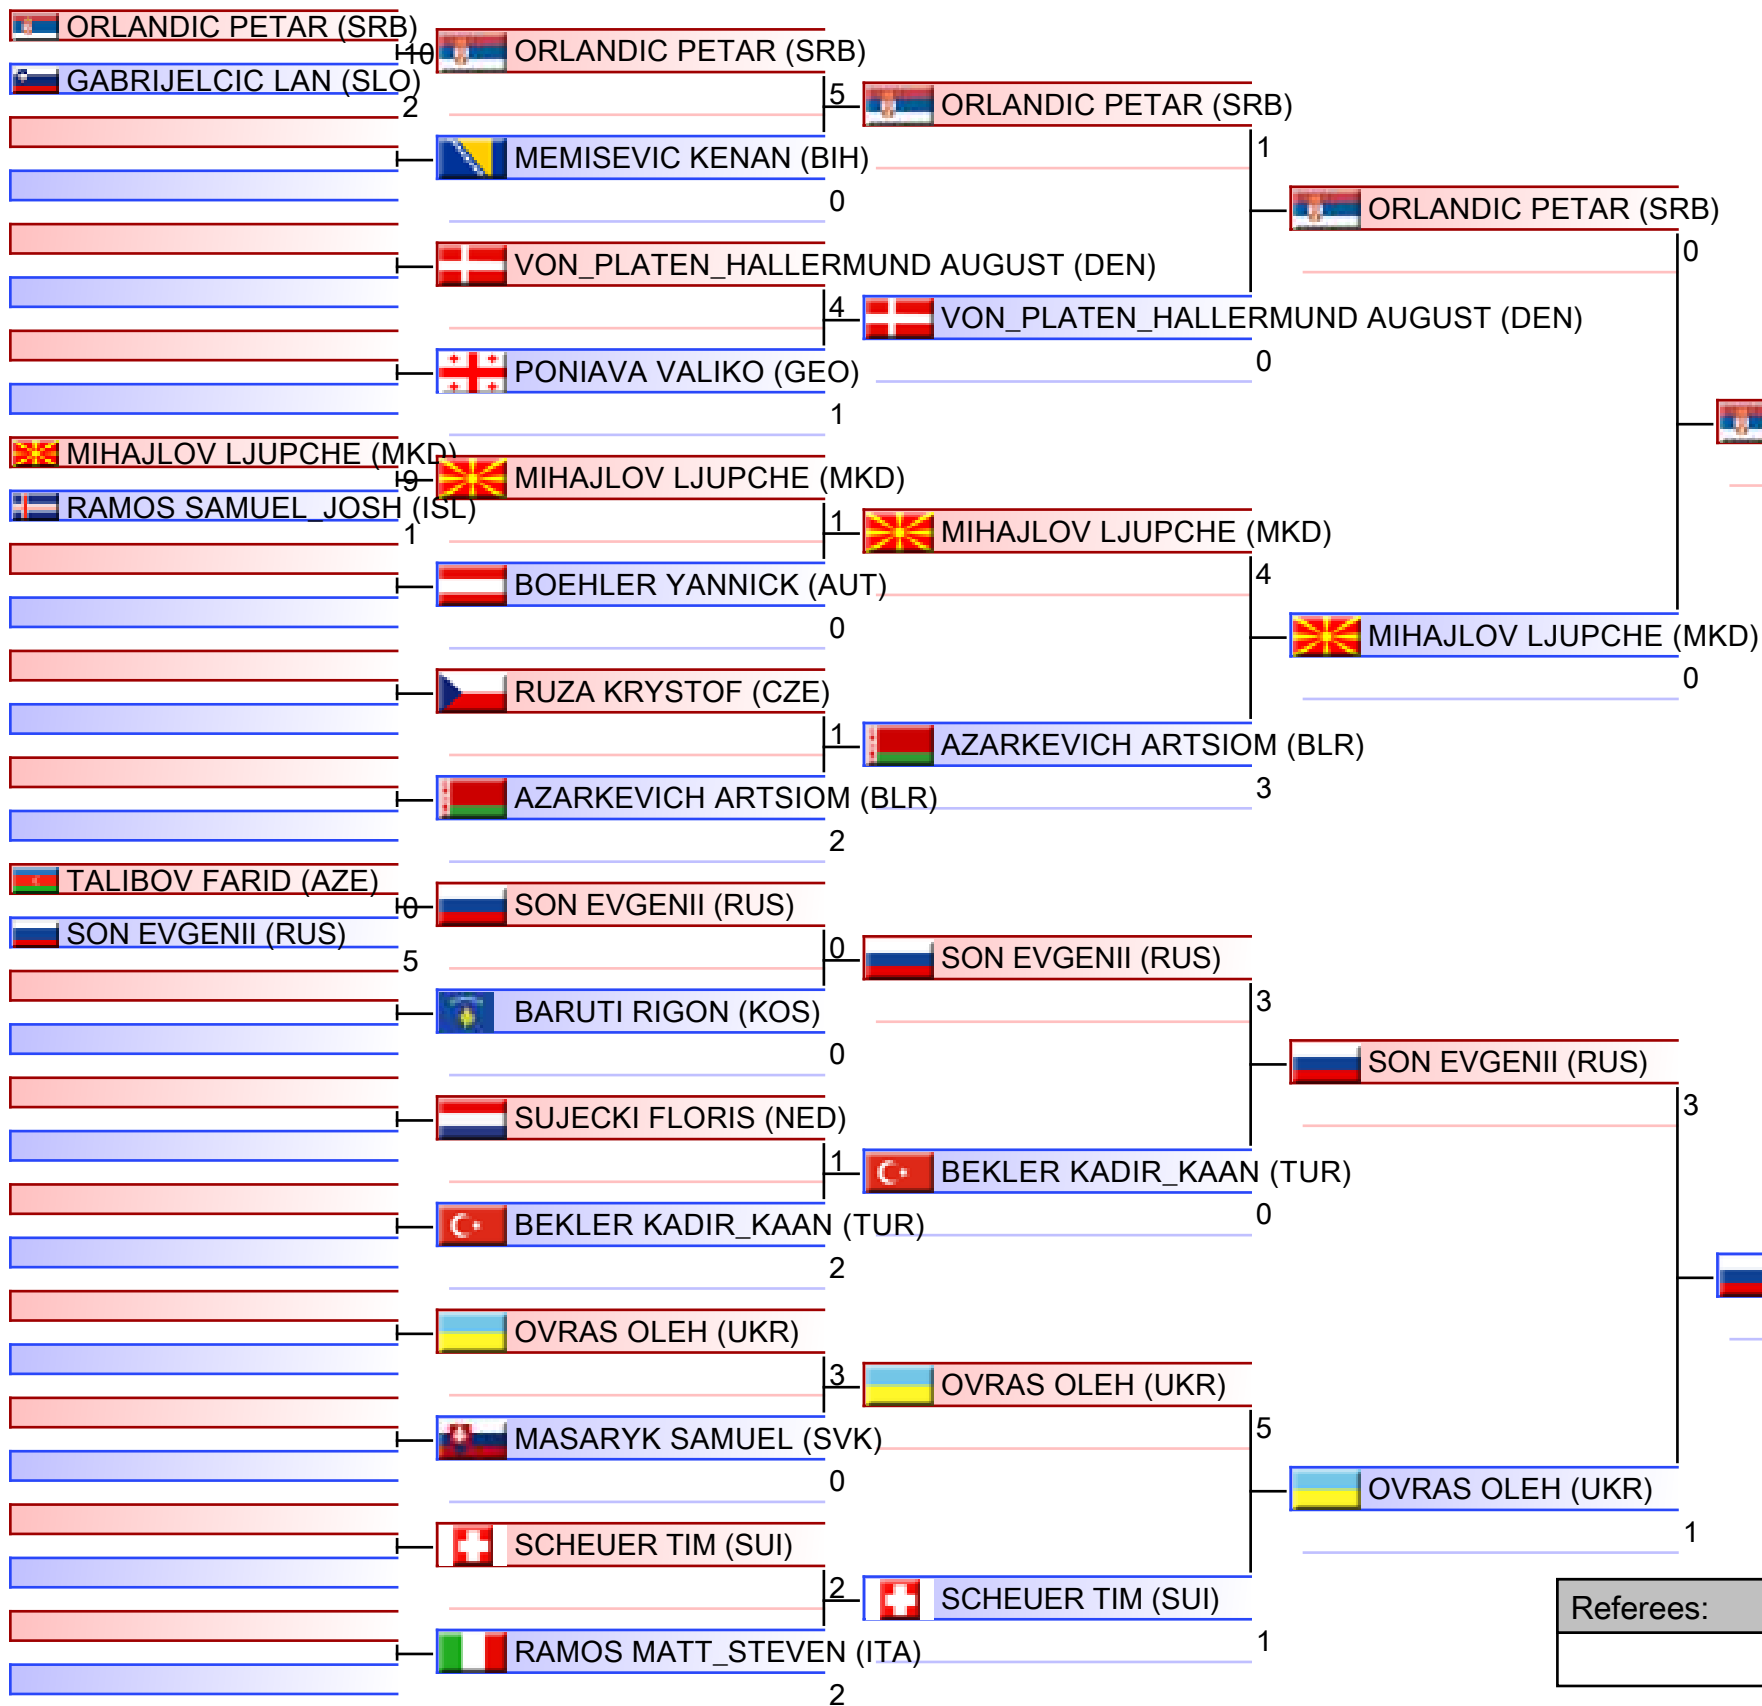 ORLANDIC PETAR (SRB)
10
GABRIJELCIC LAN (SLO)
2
MIHAJLOV LJUPCHE (MKD)
9
RAMOS SAMUEL_JOSH (ISL)
1
TALIBOV FARID (AZE)
0
SON EVGENII (RUS)
5
ORLANDIC PETAR (SRB)
5
MEMISEVIC KENAN (BIH)
0
VON_PLATEN_HALLERMUND AUGUST (DEN)
4
PONIAVA VALIKO (GEO)
1
MIHAJLOV LJUPCHE (MKD)
1
BOEHLER YANNICK (AUT)
0
RUZA KRYSTOF (CZE)
1
AZARKEVICH ARTSIOM (BLR)
2
SON EVGENII (RUS)
0
BARUTI RIGON (KOS)
0
SUJECKI FLORIS (NED)
1
BEKLER KADIR_KAAN (TUR)
2
OVRAS OLEH (UKR)
3
MASARYK SAMUEL (SVK)
0
SCHEUER TIM (SUI)
2
RAMOS MATT_STEVEN (ITA)
2
ORLANDIC PETAR (SRB)
1
VON_PLATEN_HALLERMUND AUGUST (DEN)
0
MIHAJLOV LJUPCHE (MKD)
4
AZARKEVICH ARTSIOM (BLR)
3
SON EVGENII (RUS)
3
BEKLER KADIR_KAAN (TUR)
0
OVRAS OLEH (UKR)
5
SCHEUER TIM (SUI)
1
ORLANDIC PETAR (SRB)
0
MIHAJLOV LJUPCHE (MKD)
0
SON EVGENII (RUS)
3
OVRAS OLEH (UKR)
1
Referees: